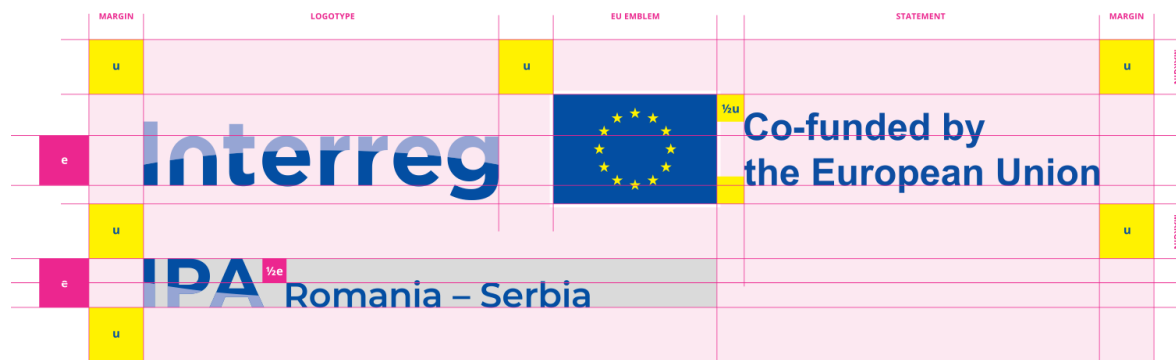 MARGIN LOGOTYPE EU EMBLEM STATEMENT MARGIN
u u u
½u
Interreg Co-funded by
e
the European Union
u u
IPA ½e
e
Romania – Serbia
u